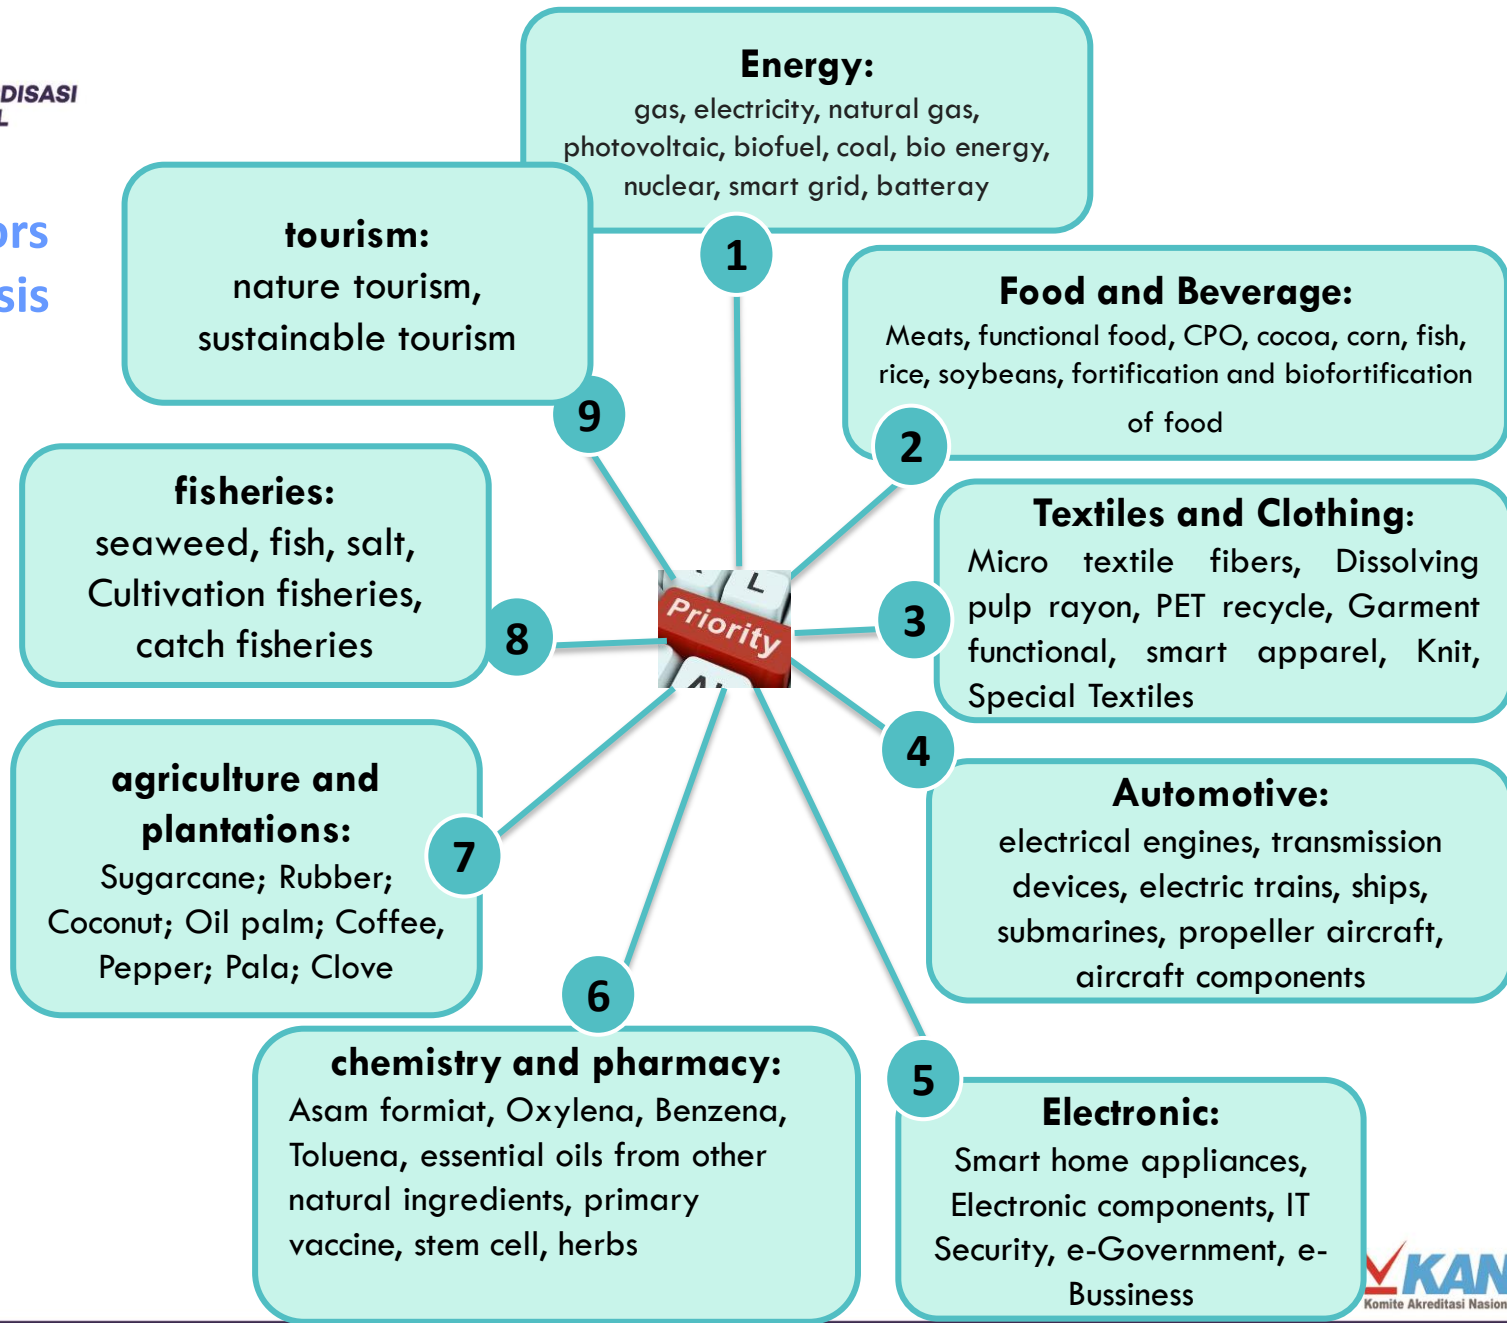 DISASI
L
ors
sis
Energy:
gas, electricity, natural gas,
photovoltaic, biofuel, coal, bio energy,
nuclear, smart grid, batteray
1
Food and Beverage:
Meats, functional food, CPO, cocoa, corn, fish,
rice, soybeans, fortification and biofortification
of food
2
Textiles and Clothing:
Micro textile fibers, Dissolving
pulp rayon, PET recycle, Garment
functional, smart apparel, Knit,
Special Textiles
3
Automotive:
electrical engines, transmission
devices, electric trains, ships,
submarines, propeller aircraft,
aircraft components
4
Electronic:
Smart home appliances,
Electronic components, IT
Security, e-Government, e-
Bussiness
5
chemistry and pharmacy:
Asam formiat, Oxylena, Benzena,
Toluena, essential oils from other
natural ingredients, primary
vaccine, stem cell, herbs
6
agriculture and
plantations:
Sugarcane; Rubber;
Coconut; Oil palm; Coffee,
Pepper; Pala; Clove
7
fisheries:
seaweed, fish, salt,
Cultivation fisheries,
catch fisheries
8
tourism:
nature tourism,
sustainable tourism
9
L
Priority
KAN
Komite Akreditasi Nasion